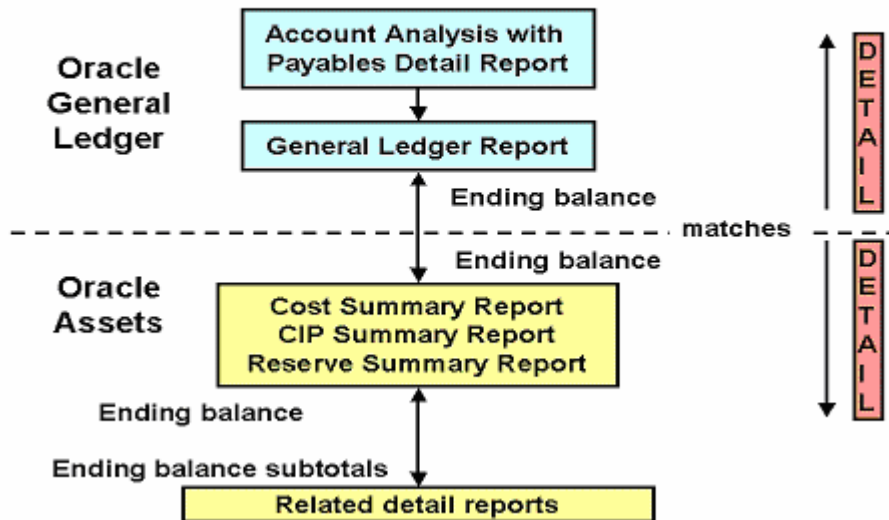 Account Analysis with
Payables Detail Report
Oracle
General
Ledger
General Ledger Report
Ending balance
matches
Ending balance
Oracle
Assets
Cost Summary Report
CIP Summary Report
Reserve Summary Report
Ending balance
Ending balance subtotals
Related detail reports
DETAIL
DETAIL